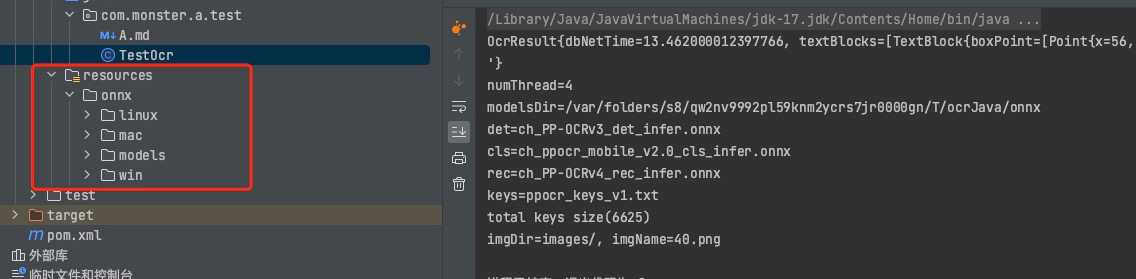 com.monster.a.test
A.md
TestOcr
resources
onnx
linux
mac
models
win
test
target
pom.xml
外部库
临时文件和控制台
/Library/Java/JavaVirtualMachines/jdk-17.jdk/Contents/Home/bin/java ...
OcrResult{dbNetTime=13.462000012397766, textBlocks=[TextBlock{boxPoint=[Point{x=56,
'}
numThread=4
modelsDir=/var/folders/s8/qw2nv9992pl59knm2ycrs7jr0000gn/T/ocrJava/onnx
det=ch_PP-OCRv3_det_infer.onnx
cls=ch_ppocr_mobile_v2.0_cls_infer.onnx
rec=ch_PP-OCRv4_rec_infer.onnx
keys=ppocr_keys_v1.txt
total keys size(6625)
imgDir=images/, imgName=40.png